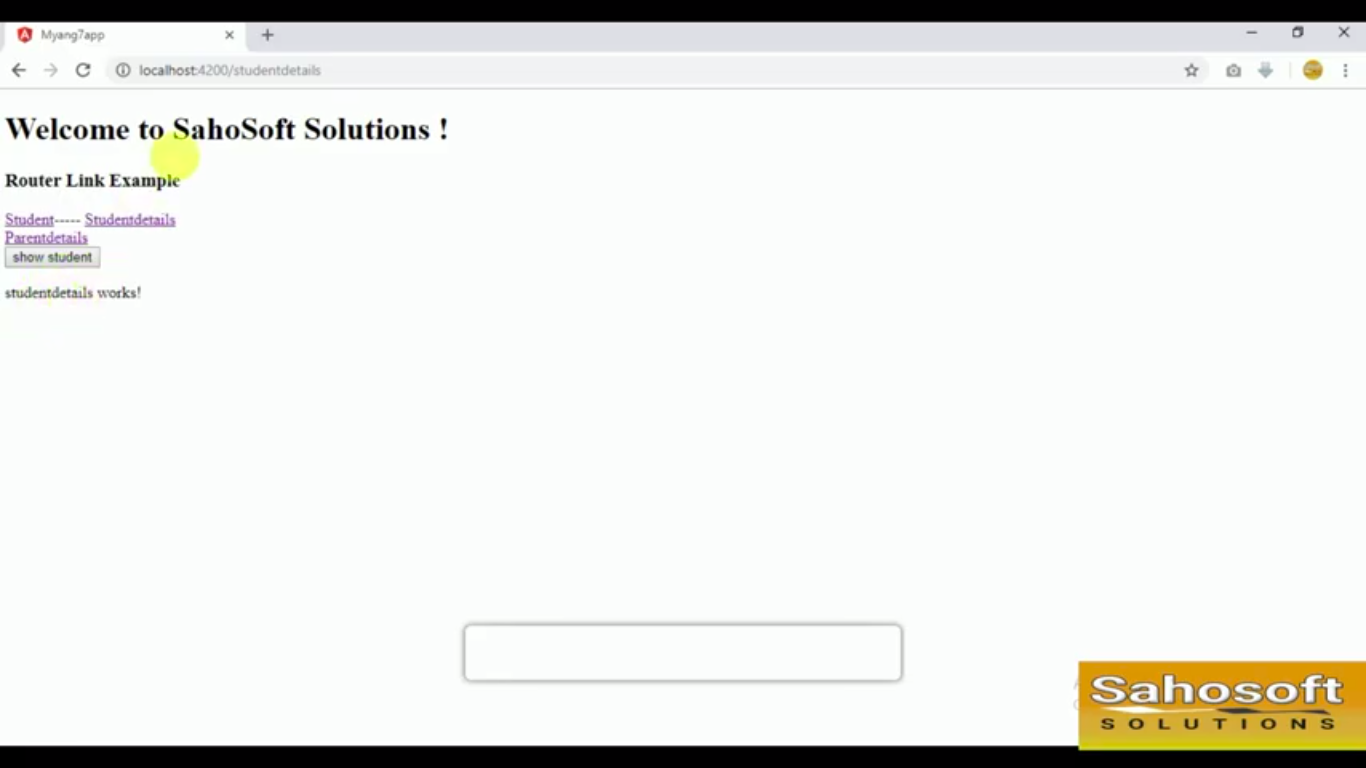 Myang7app
localhost:4200/studentdetails
Welcome to SahoSoft Solutions !
Router Link Example
Student----- Studentdetails
Parentdetails
show student
studentdetails works!
Sahosoft
SOLUTIONS